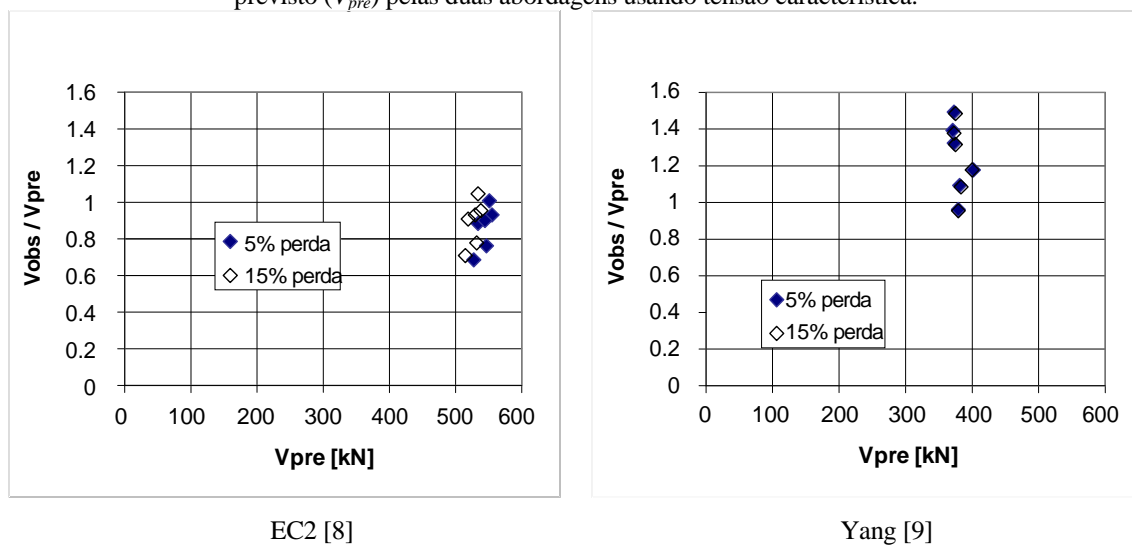 previsto (Vpre) pelas duas abordagens usando tensão característica.
1.6
1.4
1.2
1
0.8
0.6
0.4
0.2
0
Vobs / Vpre
5% perda
15% perda
0 100 200 300 400 500 600
Vpre [kN]
EC2 [8]
1.6
1.4
1.2
1
0.8
0.6
0.4
0.2
0
Vobs / Vpre
5% perda
15% perda
0 100 200 300 400 500 600
Vpre [kN]
Yang [9]